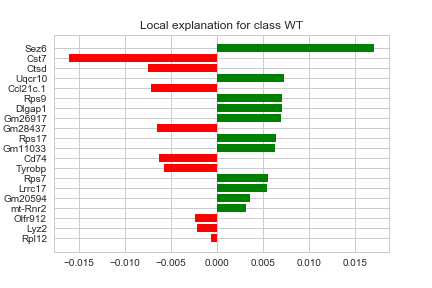 Local explanation for class WT
Sez6
Cst7
Ctsd
Uqcr10
Ccl21c.1
Rps9
Dlgap1
Gm26917
Gm28437
Rps17
Gm11033
Cd74
Tyrobp
Rps7
Lrrc17
Gm20594
mt-Rnr2
Olfr912
Lyz2
Rpl12
−0.015 −0.010 −0.005 0.000 0.005 0.010 0.015